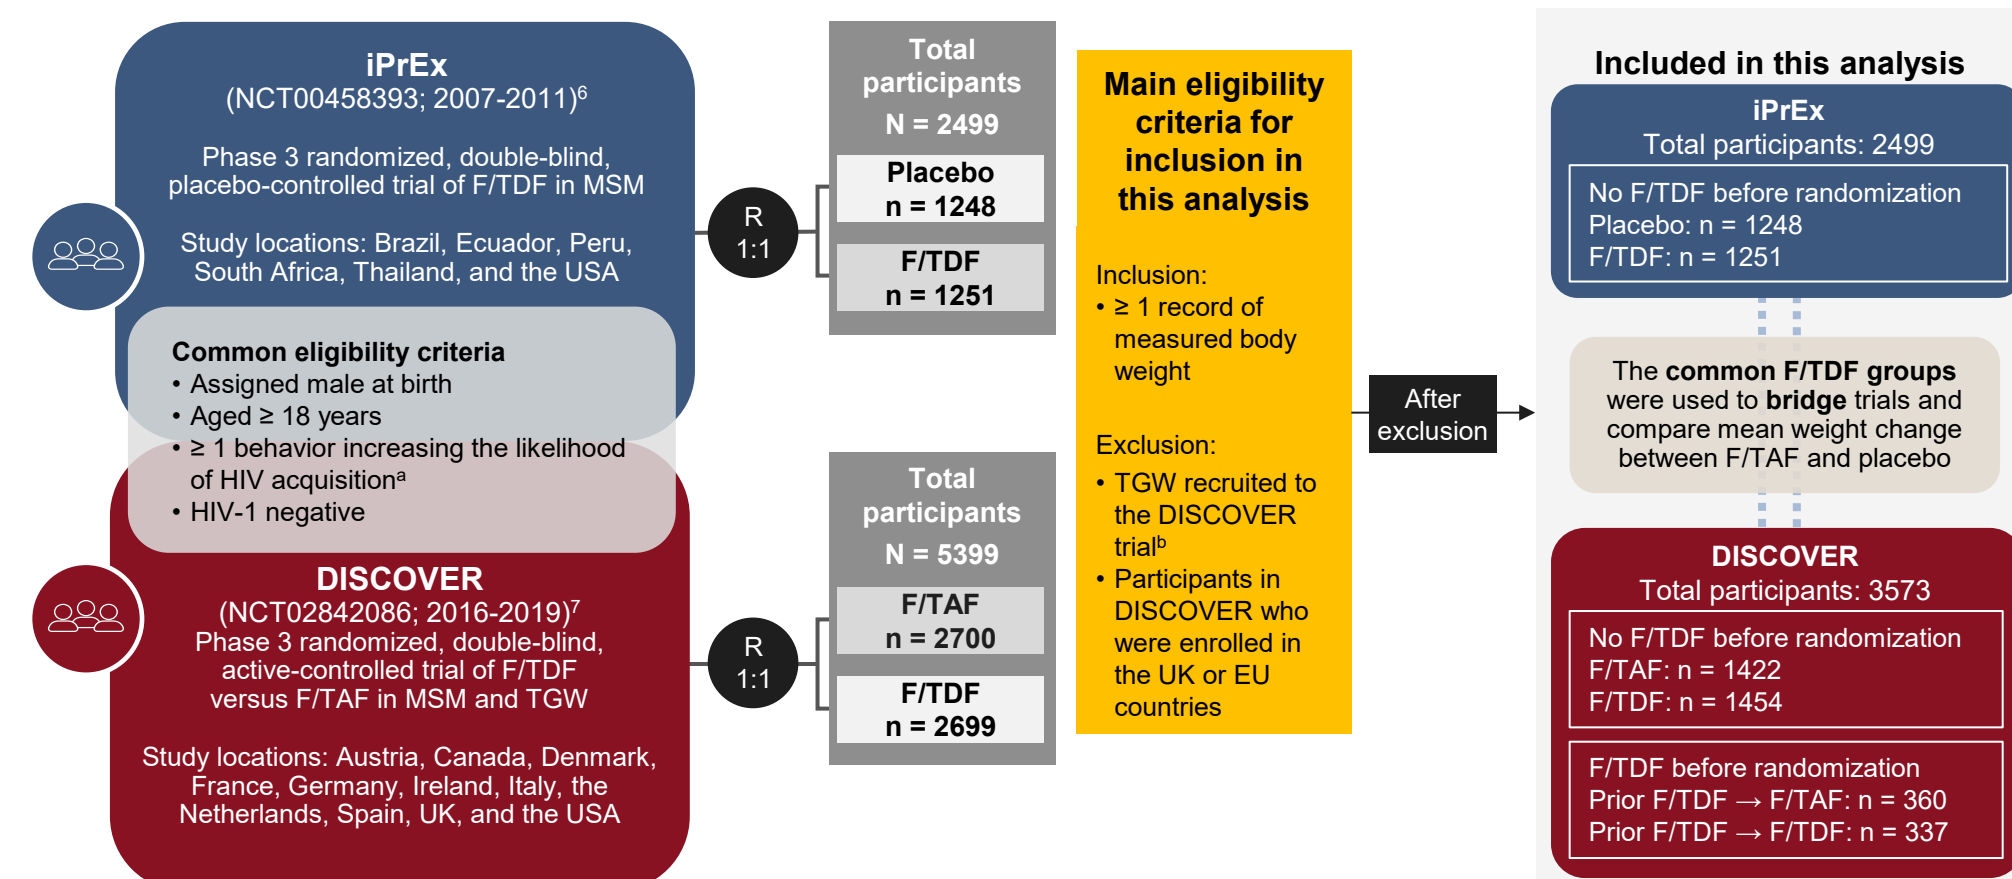 iPrEx
(NCT00458393; 2007-2011)6
Phase 3 randomized, double-blind,
placebo-controlled trial of F/TDF in MSM
Study locations: Brazil, Ecuador, Peru,
South Africa, Thailand, and the USA
Common eligibility criteria
• Assigned male at birth
• Aged ≥ 18 years
• ≥ 1 behavior increasing the likelihood
of HIV acquisitiona
• HIV-1 negative
DISCOVER
(NCT02842086; 2016-2019)7
Phase 3 randomized, double-blind,
active-controlled trial of F/TDF
versus F/TAF in MSM and TGW
Study locations: Austria, Canada, Denmark,
France, Germany, Ireland, Italy, the
Netherlands, Spain, UK, and the USA
R
1:1
R
1:1
Total
participants
N = 2499
Placebo
n = 1248
F/TDF
n = 1251
Total
participants
N = 5399
F/TAF
n = 2700
F/TDF
n = 2699
Main eligibility
criteria for
inclusion in
this analysis
Inclusion:
• ≥ 1 record of
measured body
weight
Exclusion:
• TGW recruited to
the DISCOVER
trialb
• Participants in
DISCOVER who
were enrolled in
the UK or EU
countries
After
exclusion
Included in this analysis
iPrEx
Total participants: 2499
No F/TDF before randomization
Placebo: n = 1248
F/TDF: n = 1251
The common F/TDF groups
were used to bridge trials and
compare mean weight change
between F/TAF and placebo
DISCOVER
Total participants: 3573
No F/TDF before randomization
F/TAF: n = 1422
F/TDF: n = 1454
F/TDF before randomization
Prior F/TDF → F/TAF: n = 360
Prior F/TDF → F/TDF: n = 337